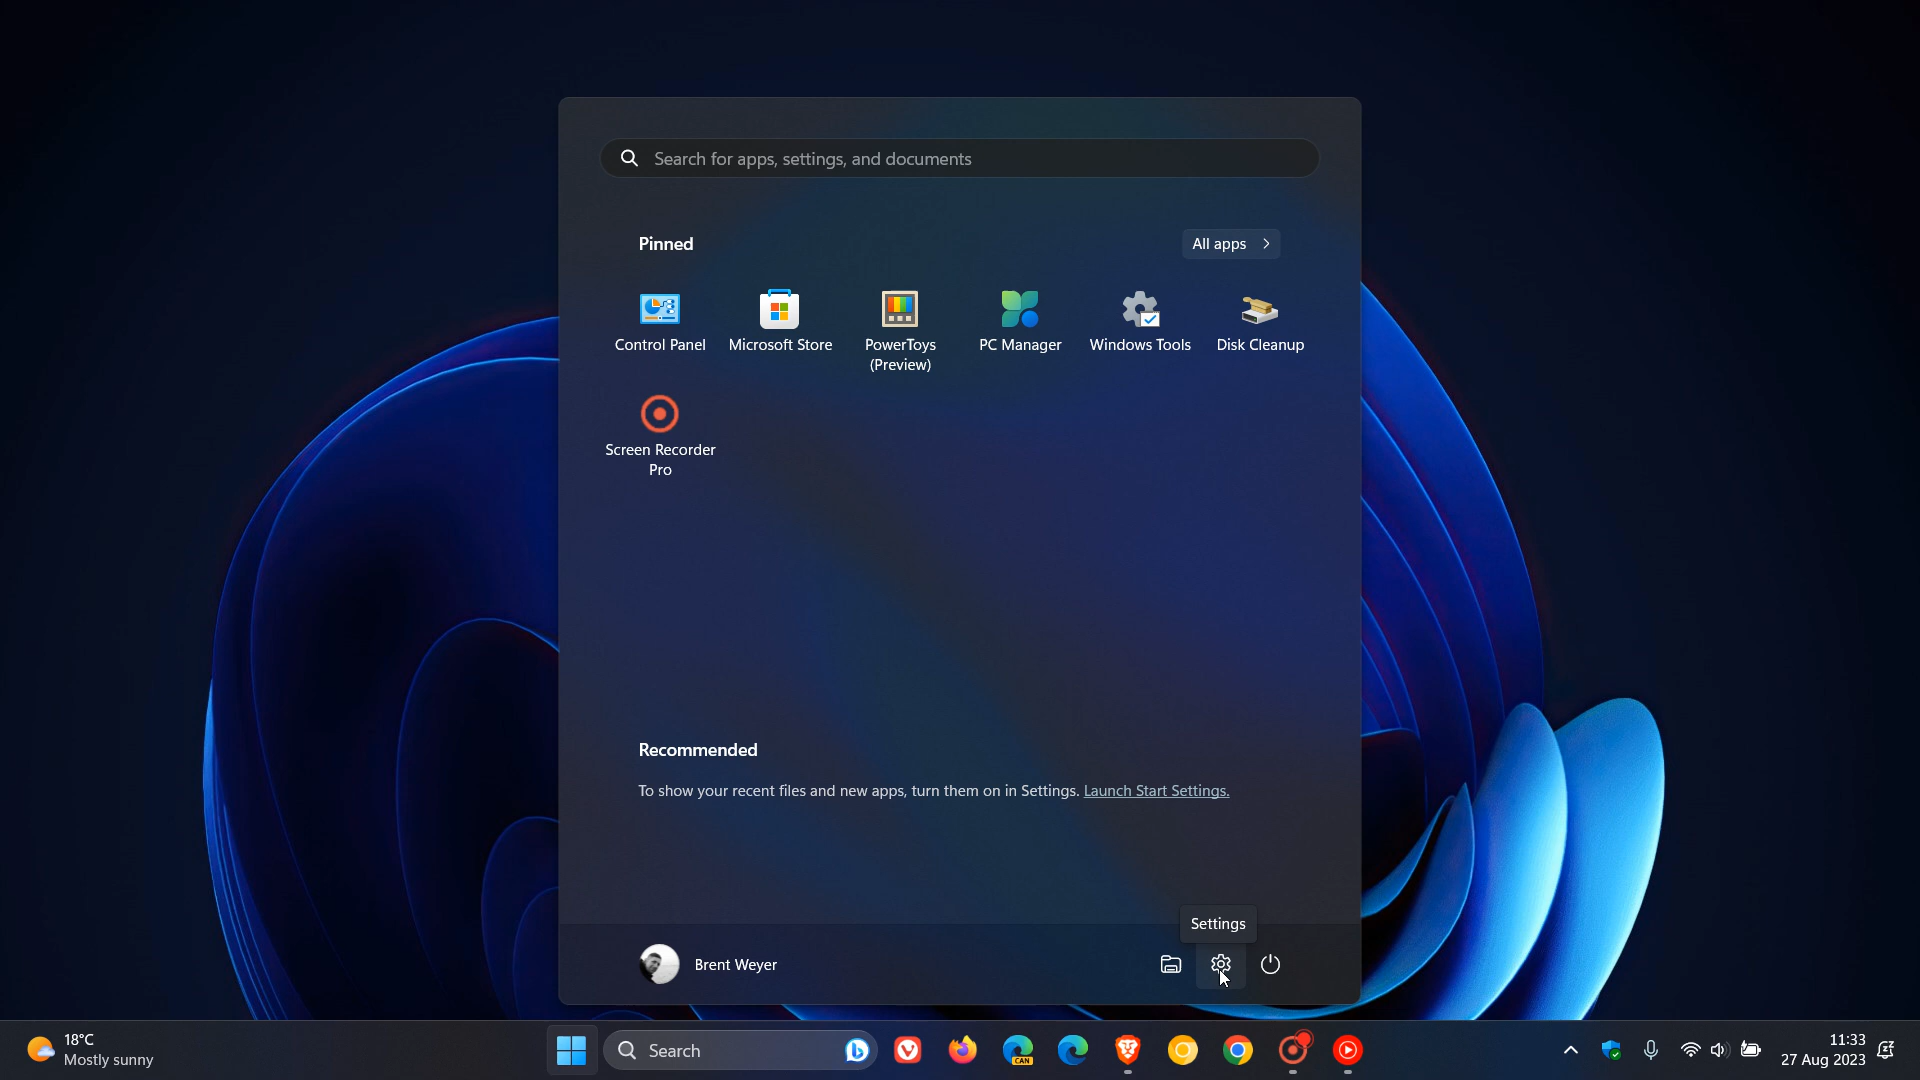 Search for apps, settings, and documents
Pinned
All apps
Control Panel
Microsoft Store
PowerToys
(Preview)
PC Manager
Windows Tools
Disk Cleanup
Screen Recorder
Pro
Recommended
To show your recent files and new apps, turn them on in Settings. Launch Start Settings.
Settings
Brent Weyer
18°C
Mostly sunny
Search
CAN
11:33
27 Aug 2023